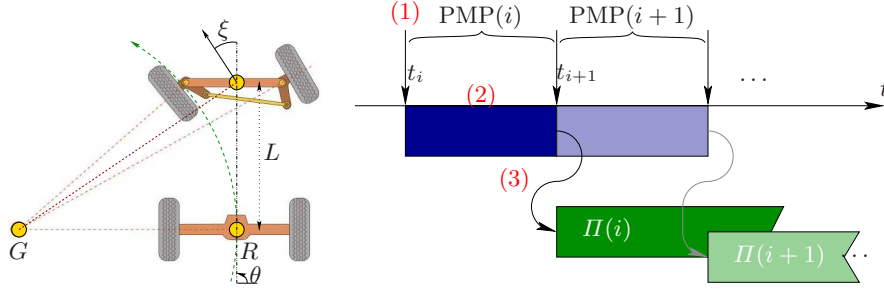 ξ
L
G
R
θ
(1)
PMP(i)
PMP(i + 1)
t_i
t_{i+1}
...
t
(2)
(3)
Π(i)
Π(i + 1)
...